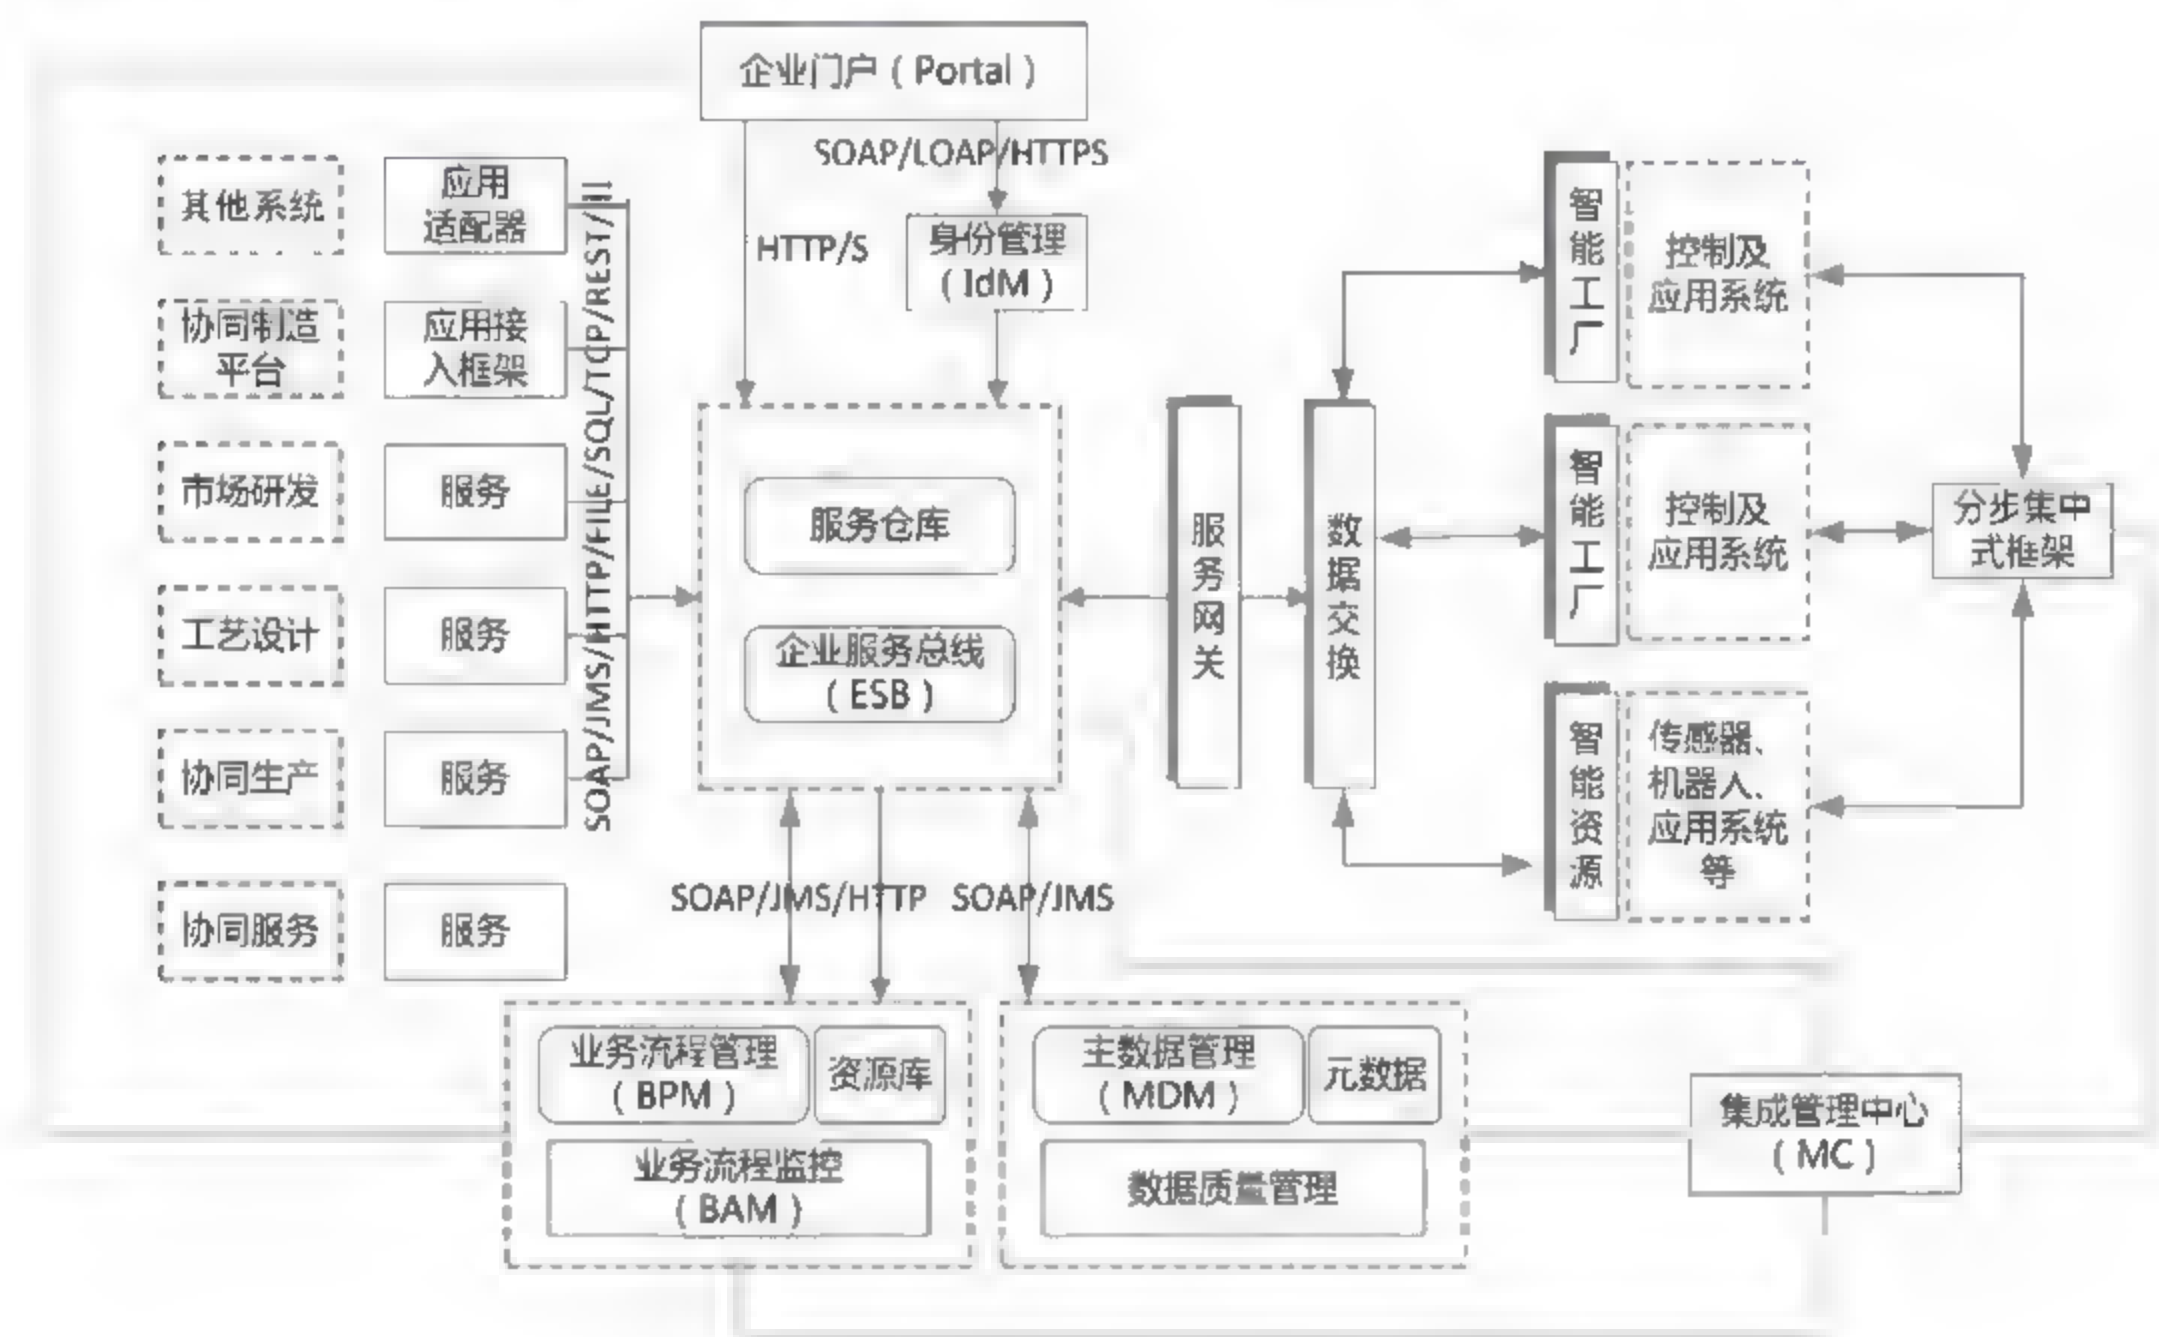 企业门户（Portal）
SOAP/LOAP/HTTPS
HTTP/S
身份管理
（IdM）
其他系统
应用
适配器
协同制造
平台
应用接
入框架
市场研发
服务
工艺设计
服务
协同生产
服务
协同服务
服务
SOAP/JMS/HTTP/FILE/SQL/TCP/REST/
服务仓库
企业服务总线
（ESB）
服务网关
数据交换
智能工厂
控制及
应用系统
智能工厂
控制及
应用系统
智能资源
传感器、
机器人、
应用系统
等
分步集中
式框架
SOAP/JMS/HTTP
SOAP/JMS
业务流程管理
（BPM）
资源库
业务流程监控
（BAM）
主数据管理
（MDM）
元数据
数据质量管理
集成管理中心
（MC）